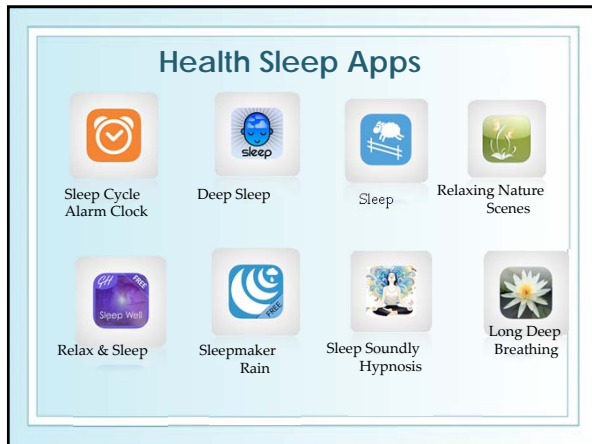 Health Sleep Apps
sleep
Sleep Cycle
Alarm Clock
Deep Sleep
Sleep
Relaxing Nature
Scenes
GH
FREE
Sleep Well
FREE
Relax & Sleep
Sleepmaker
Rain
Sleep Soundly
Hypnosis
Long Deep
Breathing